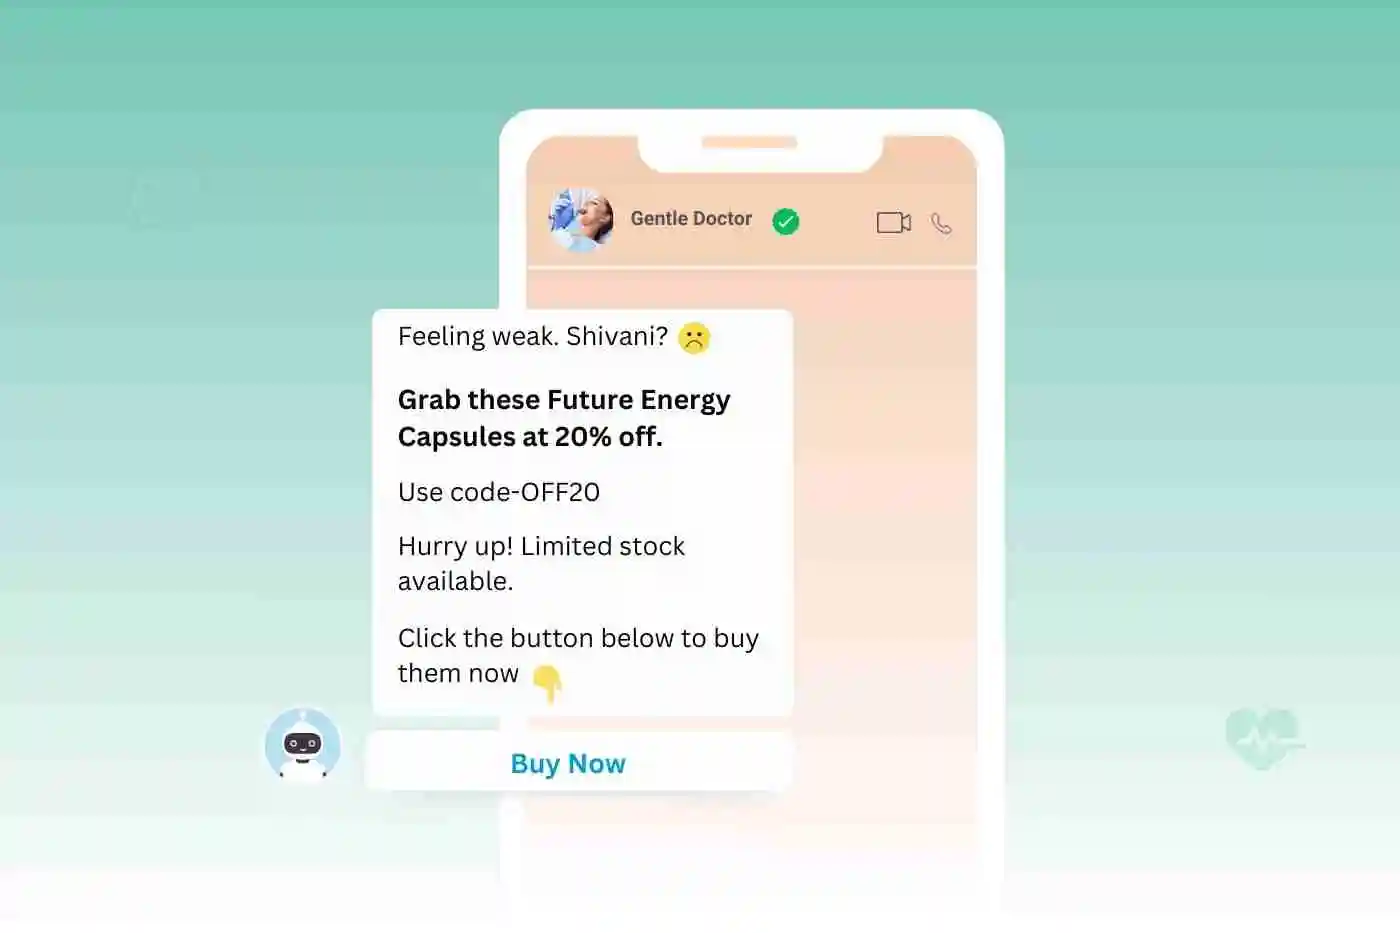 Gentle Doctor
Feeling weak. Shivani?
Grab these Future Energy
Capsules at 20% off.
Use code-OFF20
Hurry up! Limited stock
available.
Click the button below to buy
them now
Buy Now